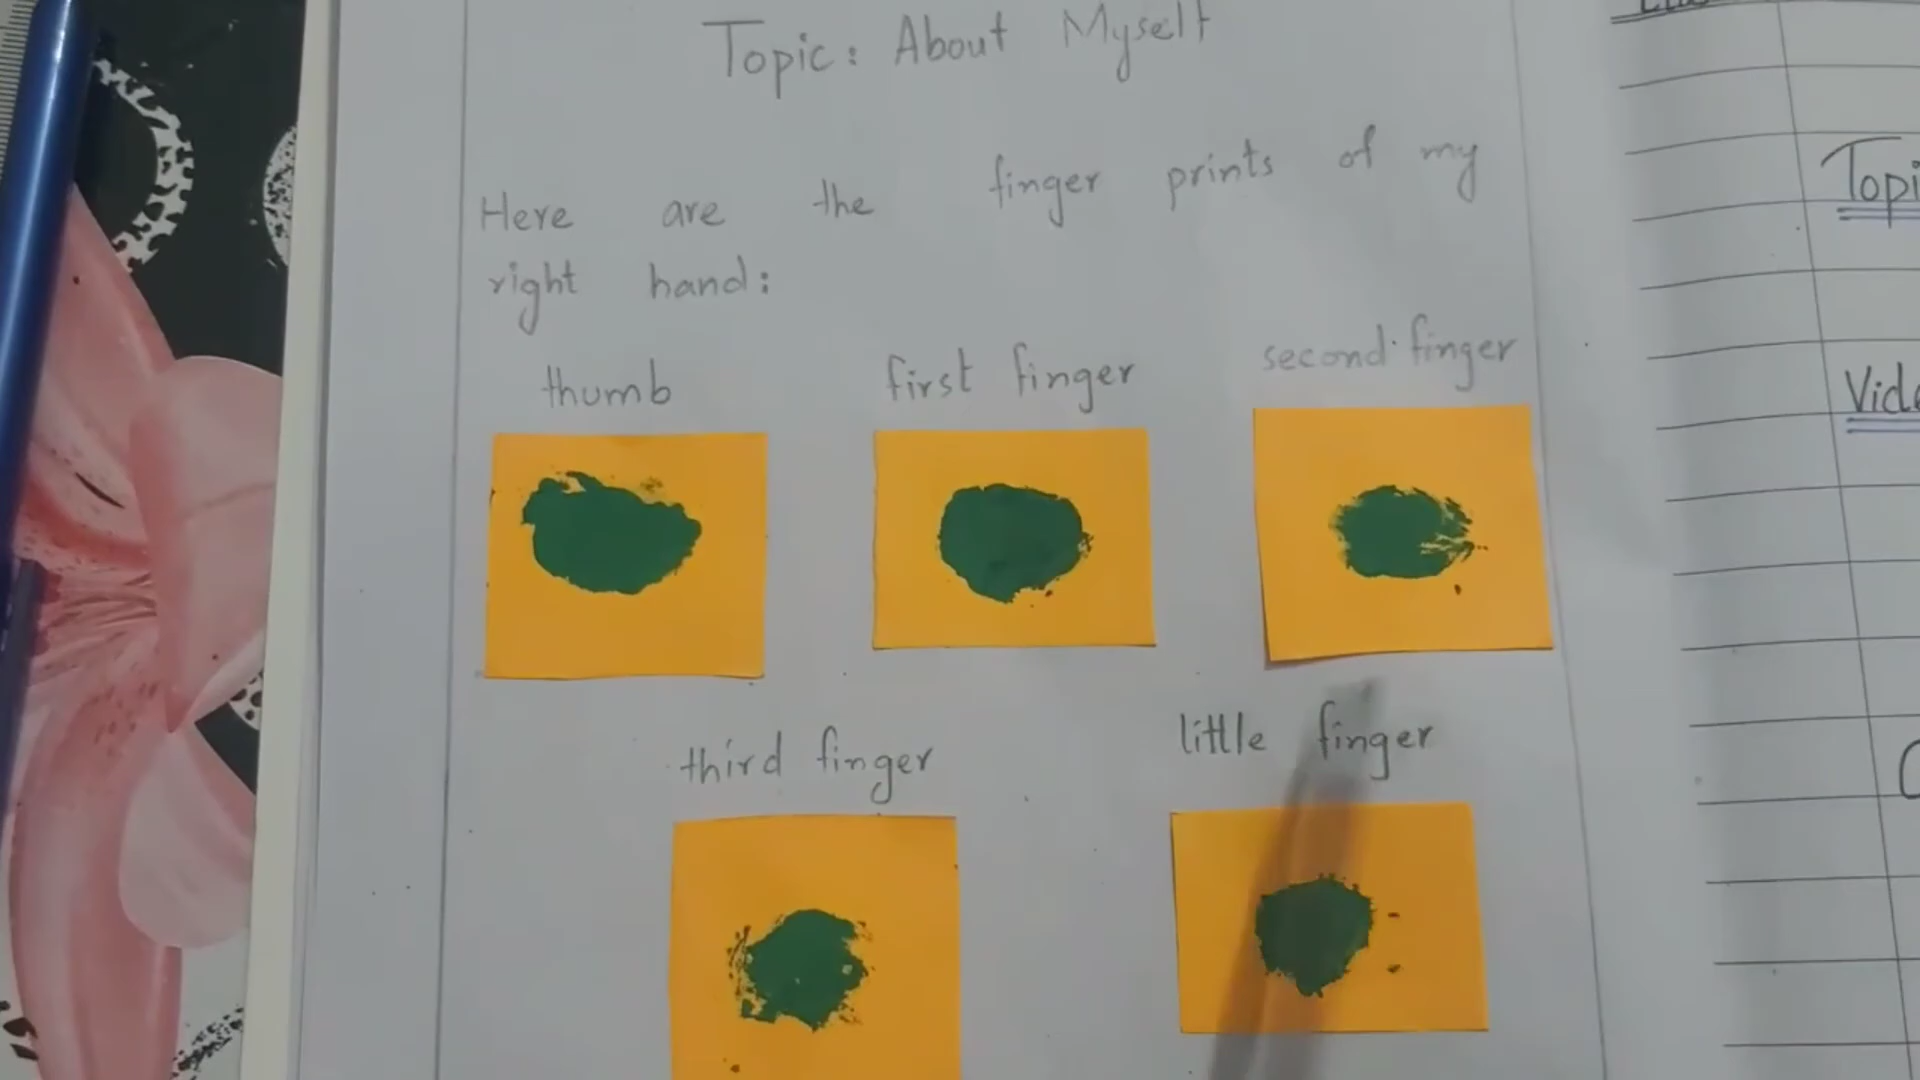 Topic: About Myself
Here are the finger prints of my
right hand:
thumb
first finger
second finger
third finger
little finger